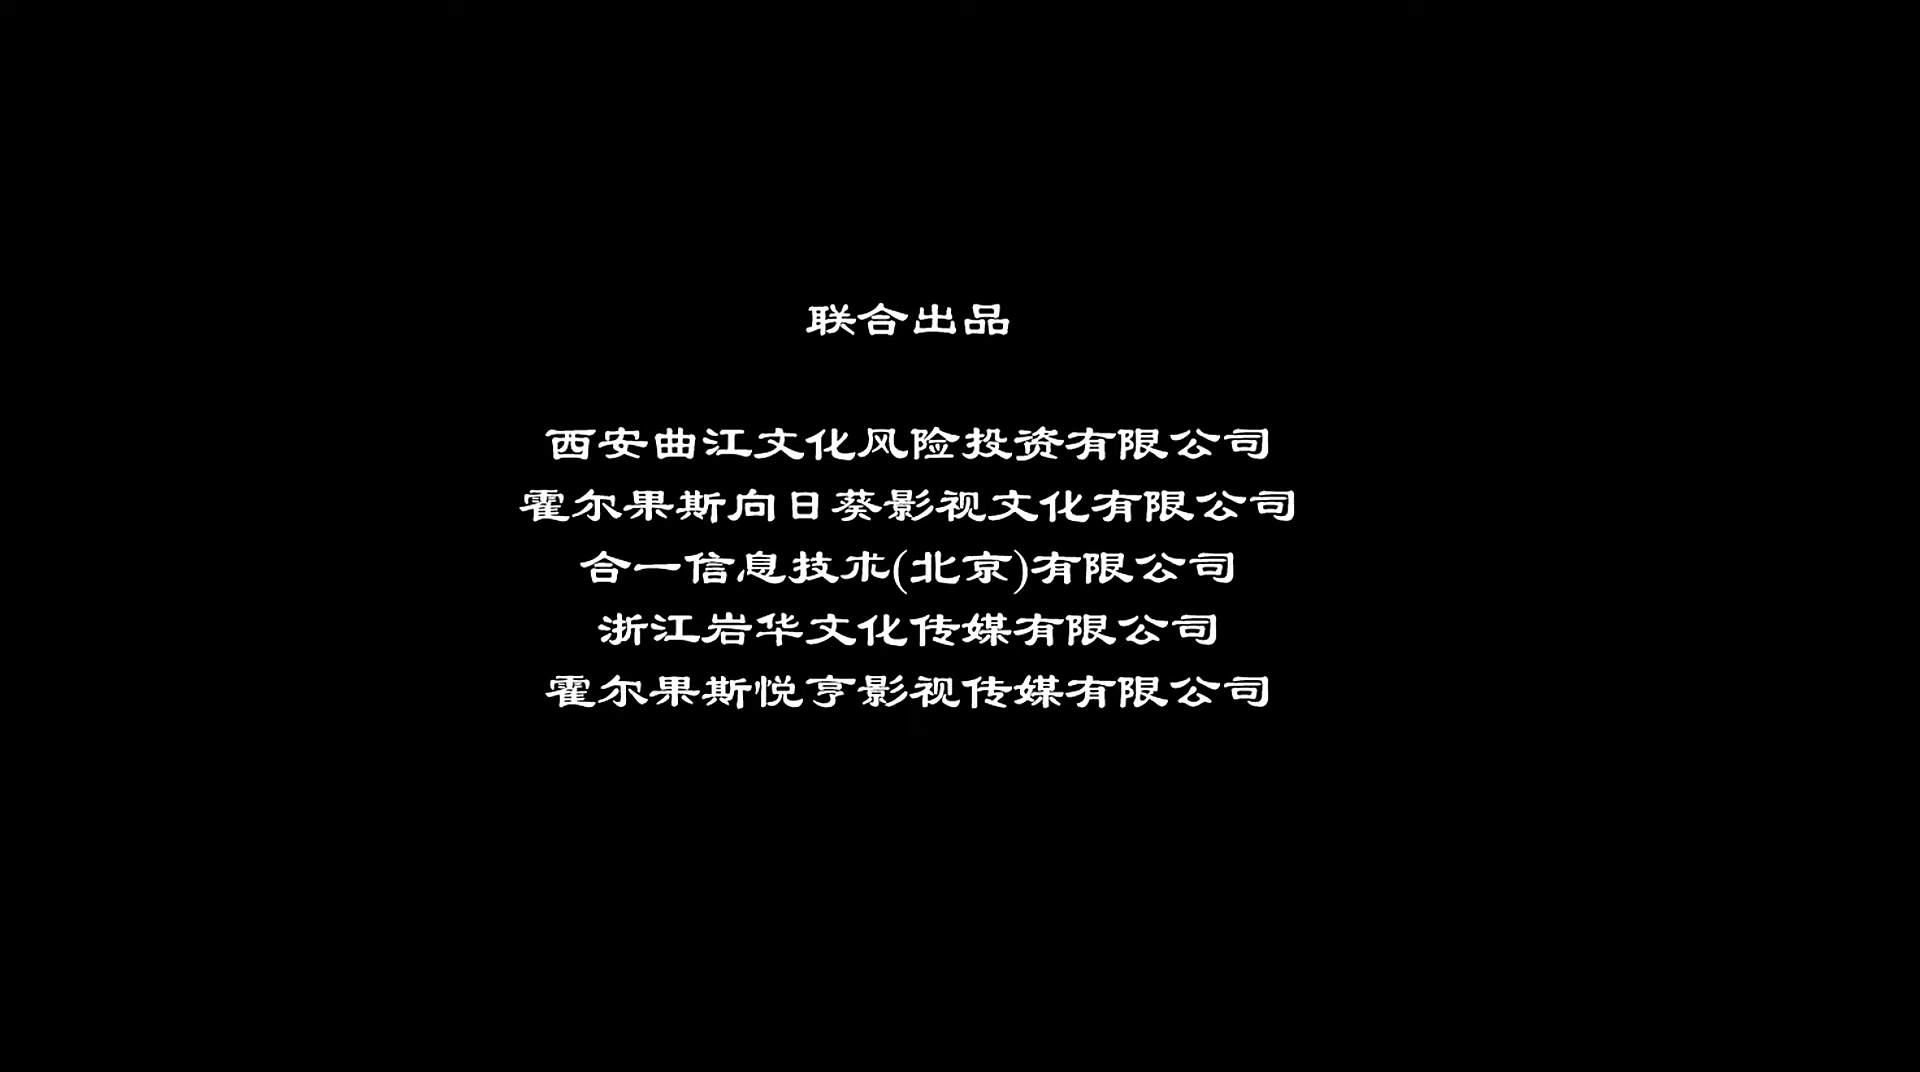 联合出品
西安曲江文化风险投资有限公司
霍尔果斯向日葵影视文化有限公司
合一信息技术(北京)有限公司
浙江岩华文化传媒有限公司
霍尔果斯悦亨影视传媒有限公司